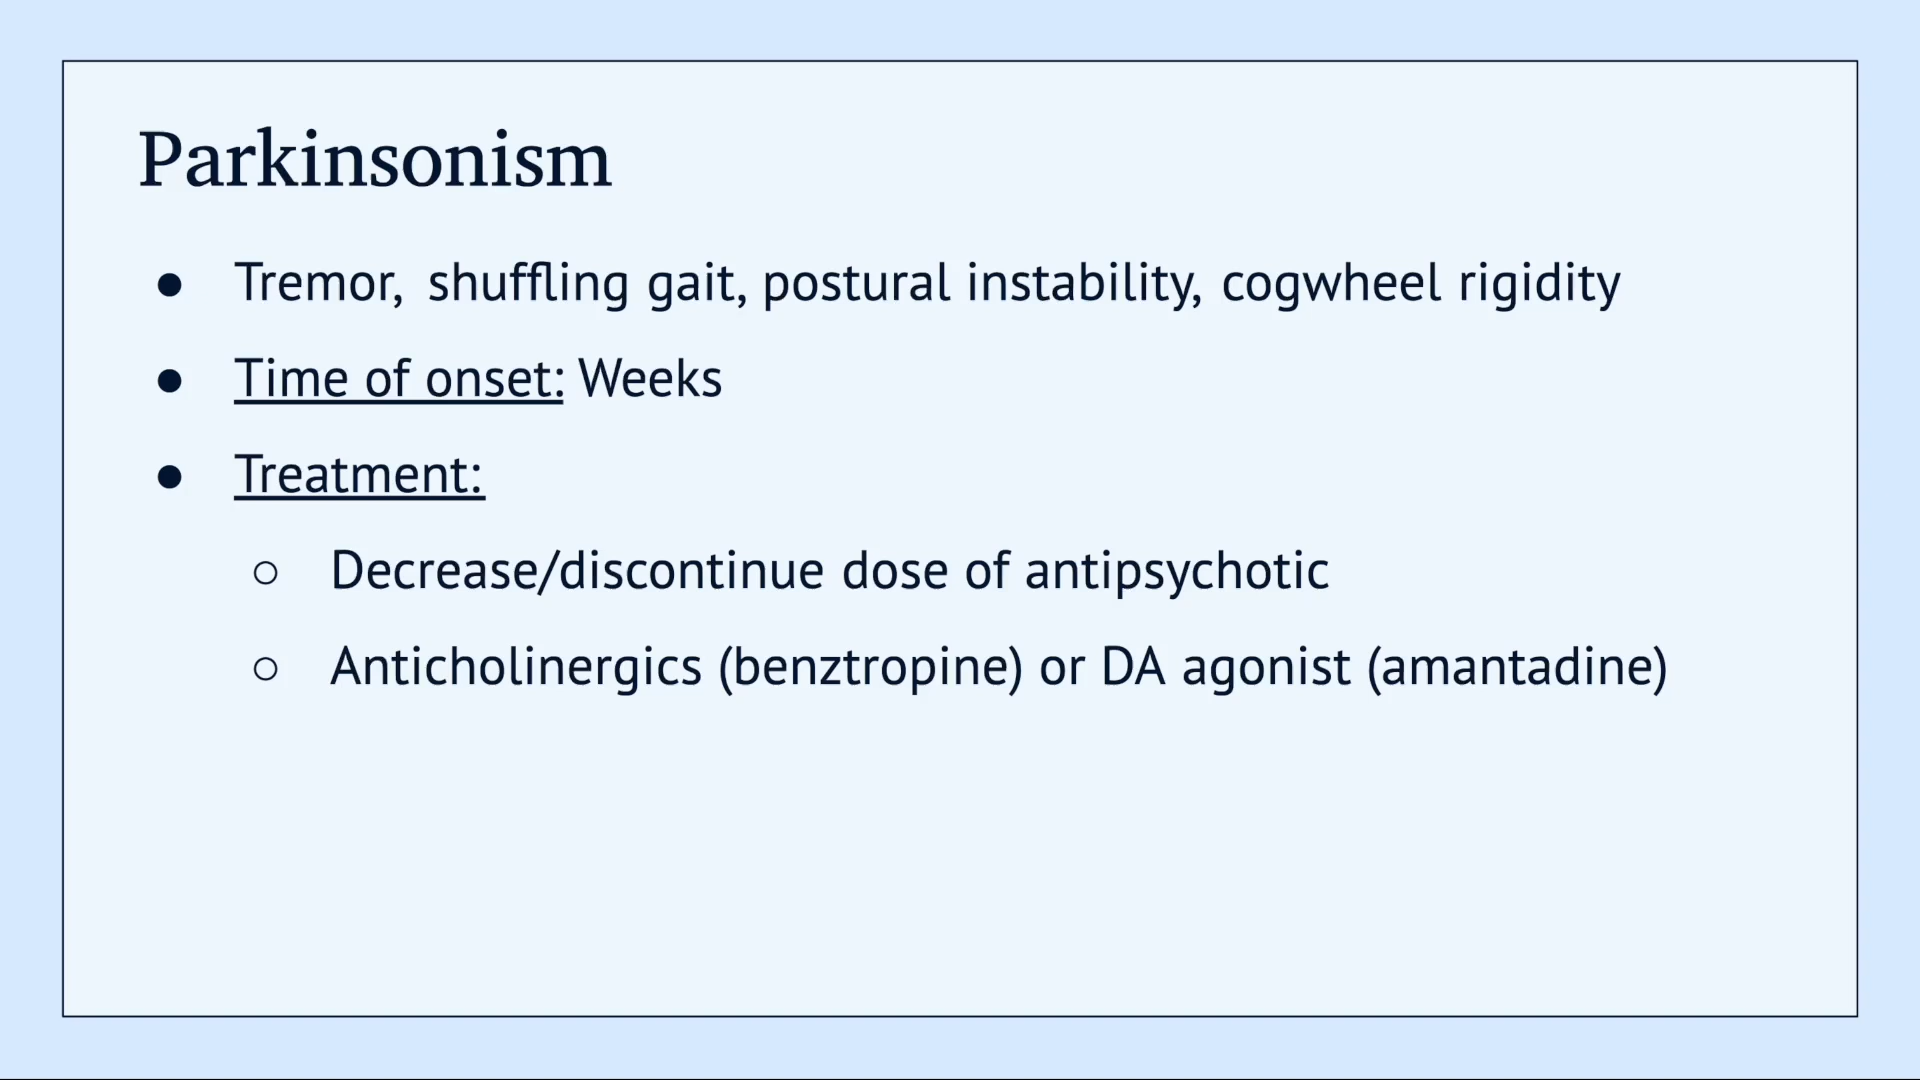 Parkinsonism
● Tremor, shuffling gait, postural instability, cogwheel rigidity
● Time of onset: Weeks
● Treatment:
○ Decrease/discontinue dose of antipsychotic
○ Anticholinergics (benztropine) or DA agonist (amantadine)